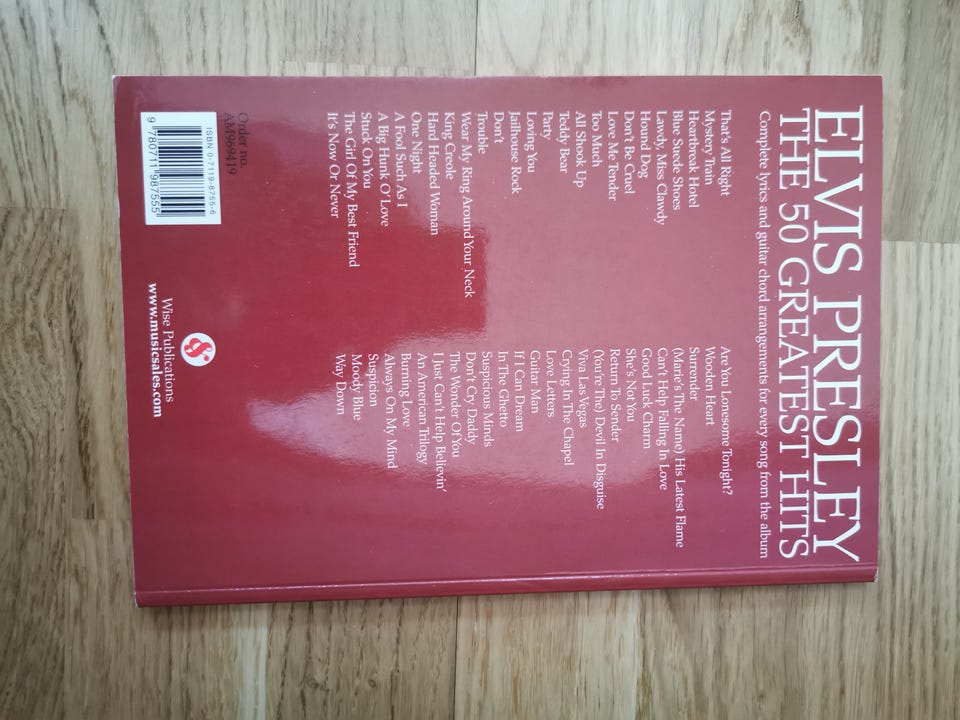 ELVIS PRESLEY
THE 50 GREATEST HITS
Complete lyrics and guitar chord arrangements for every song from the album
That's All Right
Mystery Train
Heartbreak Hotel
Blue Suede Shoes
Lawdy, Miss Clawdy
Hound Dog
Don't Be Cruel
Love Me Tender
Too Much
All Shook Up
Teddy Bear
Party
Loving You
Jailhouse Rock
Don't
Trouble
Wear My Ring Around Your Neck
King Creole
Hard Headed Woman
One Night
A Fool Such As I
A Big Hunk O' Love
Stuck On You
The Girl Of My Best Friend
It's Now Or Never
Are You Lonesome Tonight?
Wooden Heart
Surrender
(Marie's The Name) His Latest Flame
Can't Help Falling In Love
Good Luck Charm
She's Not You
Return To Sender
(You're The) Devil In Disguise
Viva Las Vegas
Crying In The Chapel
Love Letters
Guitar Man
If I Can Dream
In The Ghetto
Suspicious Minds
Don't Cry Daddy
The Wonder Of You
I Just Can't Help Believin'
An American Trilogy
Burning Love
Always On My Mind
Suspicion
Moody Blue
Way Down
Order no.
AM969419
ISBN 0-7119-8755-6
9 780711 987555
Wise Publications
www.musicsales.com